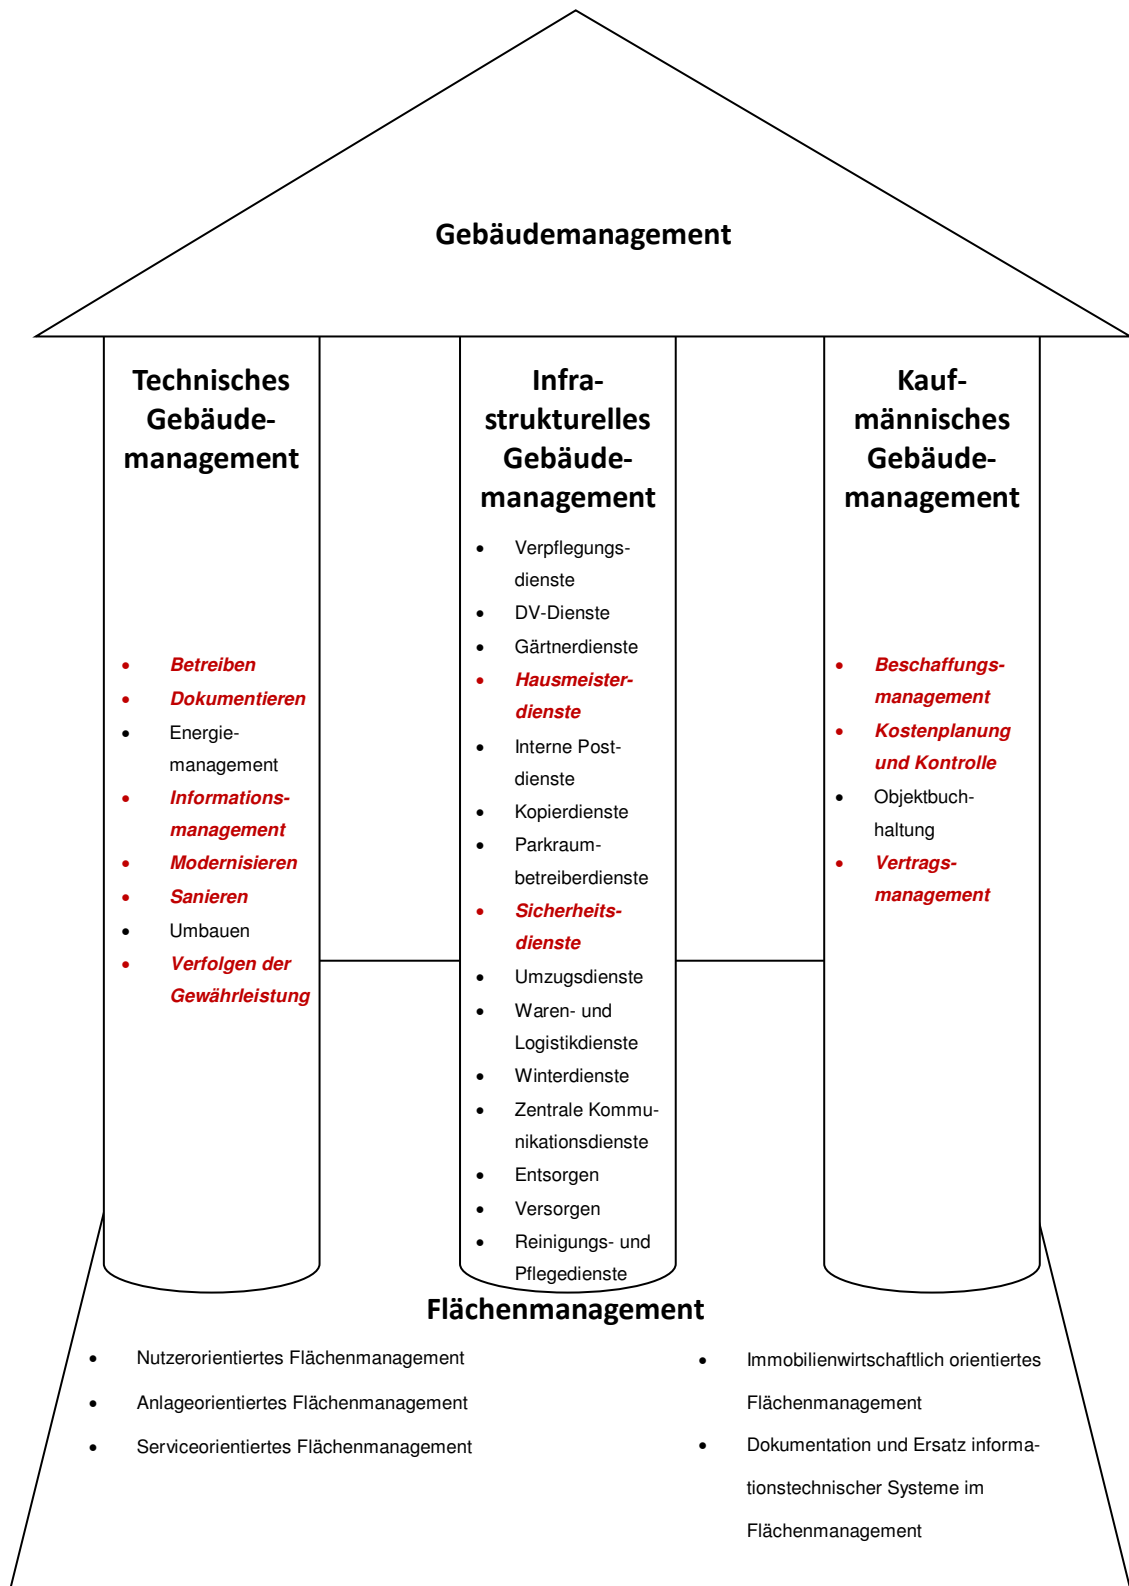 Gebäudemanagement
Technisches
Gebäude-
management
• Betreiben
• Dokumentieren
• Energie-
management
• Informations-
management
• Modernisieren
• Sanieren
• Umbauen
• Verfolgen der
Gewährleistung
Infra-
strukturelles
Gebäude-
management
• Verpflegungs-
dienste
• DV-Dienste
• Gärtnerdienste
• Hausmeister-
dienste
• Interne Post-
dienste
• Kopierdienste
• Parkraum-
betreiberdienste
• Sicherheits-
dienste
• Umzugsdienste
• Waren- und
Logistikdienste
• Winterdienste
• Zentrale Kommu-
nikationsdienste
• Entsorgen
• Versorgen
• Reinigungs- und
Pflegedienste
Kauf-
männisches
Gebäude-
management
• Beschaffungs-
management
• Kostenplanung
und Kontrolle
• Objektbuch-
haltung
• Vertrags-
management
Flächenmanagement
• Nutzerorientiertes Flächenmanagement
• Anlageorientiertes Flächenmanagement
• Serviceorientiertes Flächenmanagement
• Immobilienwirtschaftlich orientiertes
Flächenmanagement
• Dokumentation und Ersatz informa-
tionstechnischer Systeme im
Flächenmanagement